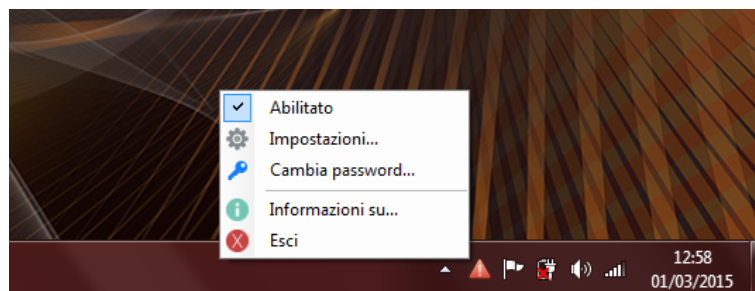 Abilitato
Impostazioni...
Cambia password...
Informazioni su...
Esci
12:58
01/03/2015